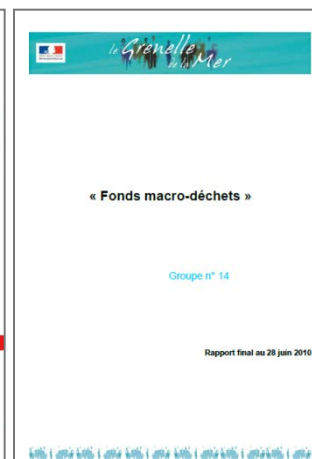 le Grenelle
de la Mer
« Fonds macro-déchets »
Groupe n° 14
Rapport final au 28 juin 2010